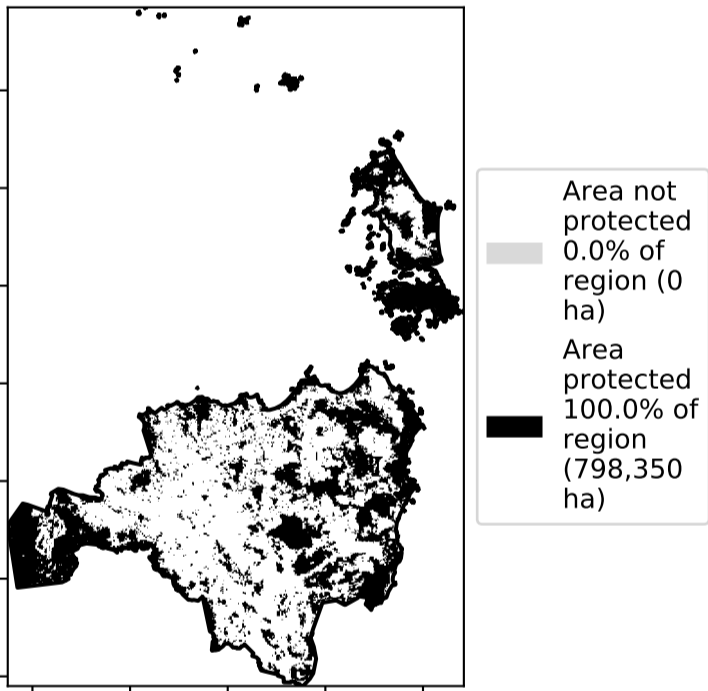 Area not
protected
0.0% of
region (0
ha)
Area
protected
100.0% of
region
(798,350
ha)